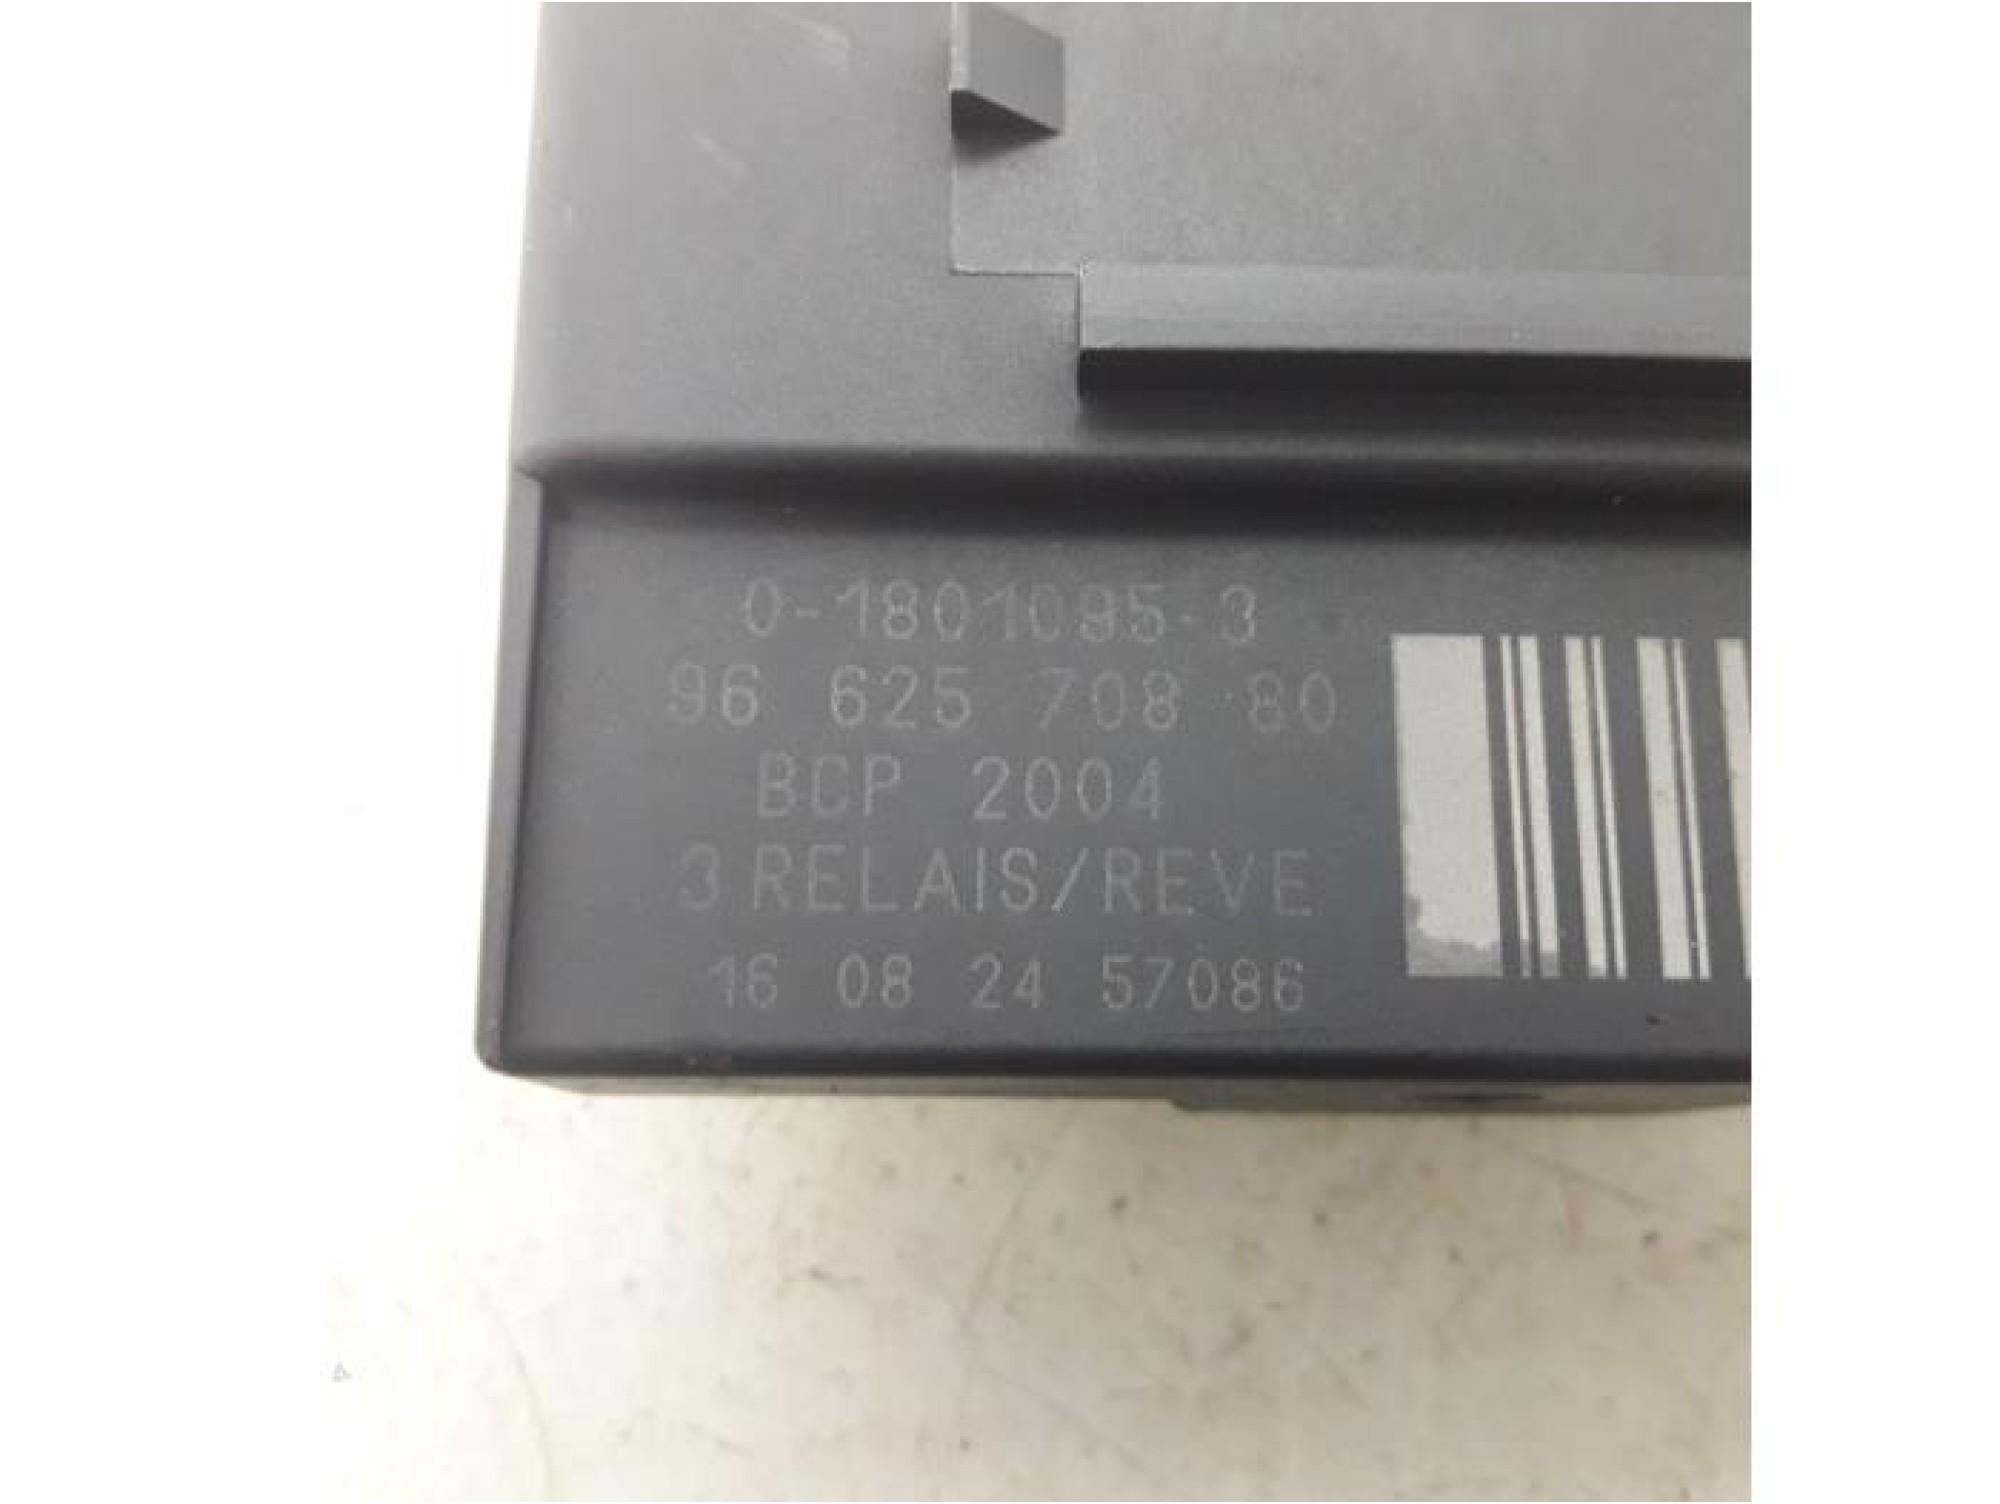 0-1801095-3
96 625 708 80
BCP 2004
3 RELAIS/REVE
16 08 24 57086